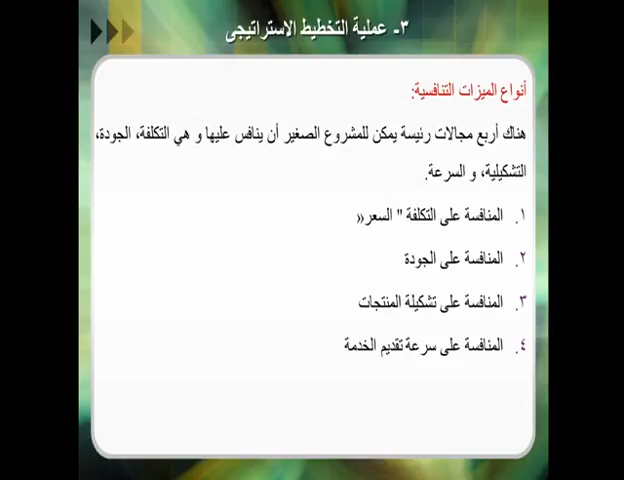 ٣- عملية التخطيط الاستراتيجى
أنواع الميزات التنافسية:
هناك أربع مجالات رئيسة يمكن للمشروع الصغير أن ينافس عليها و هي التكلفة، الجودة،
التشكيلية، و السرعة.
١. المنافسة على التكلفة " السعر»
٢. المنافسة على الجودة
٣. المنافسة على تشكيلة المنتجات
٤. المنافسة على سرعة تقديم الخدمة